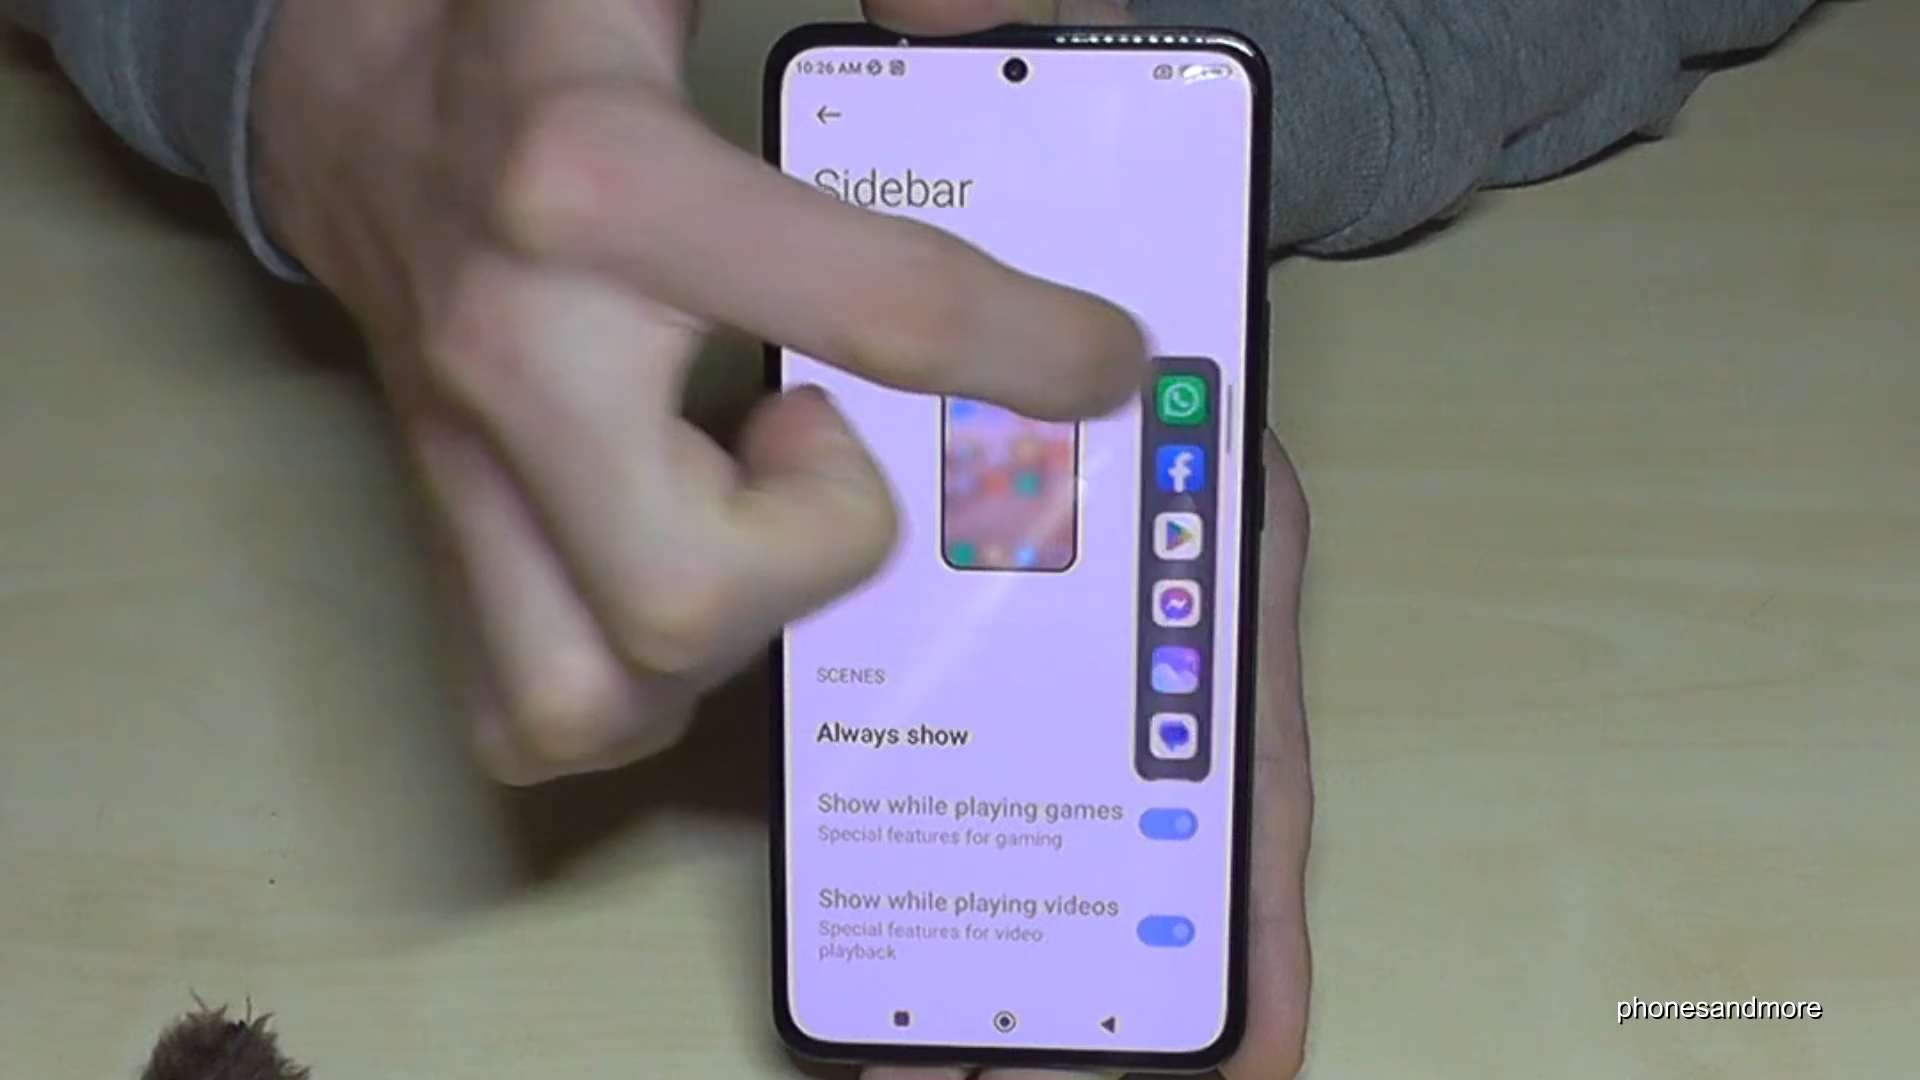 10:26 AM
Sidebar
SCENES
Always show
Show while playing games
Special features for gaming
Show while playing videos
Special features for video
playback
phonesandmore